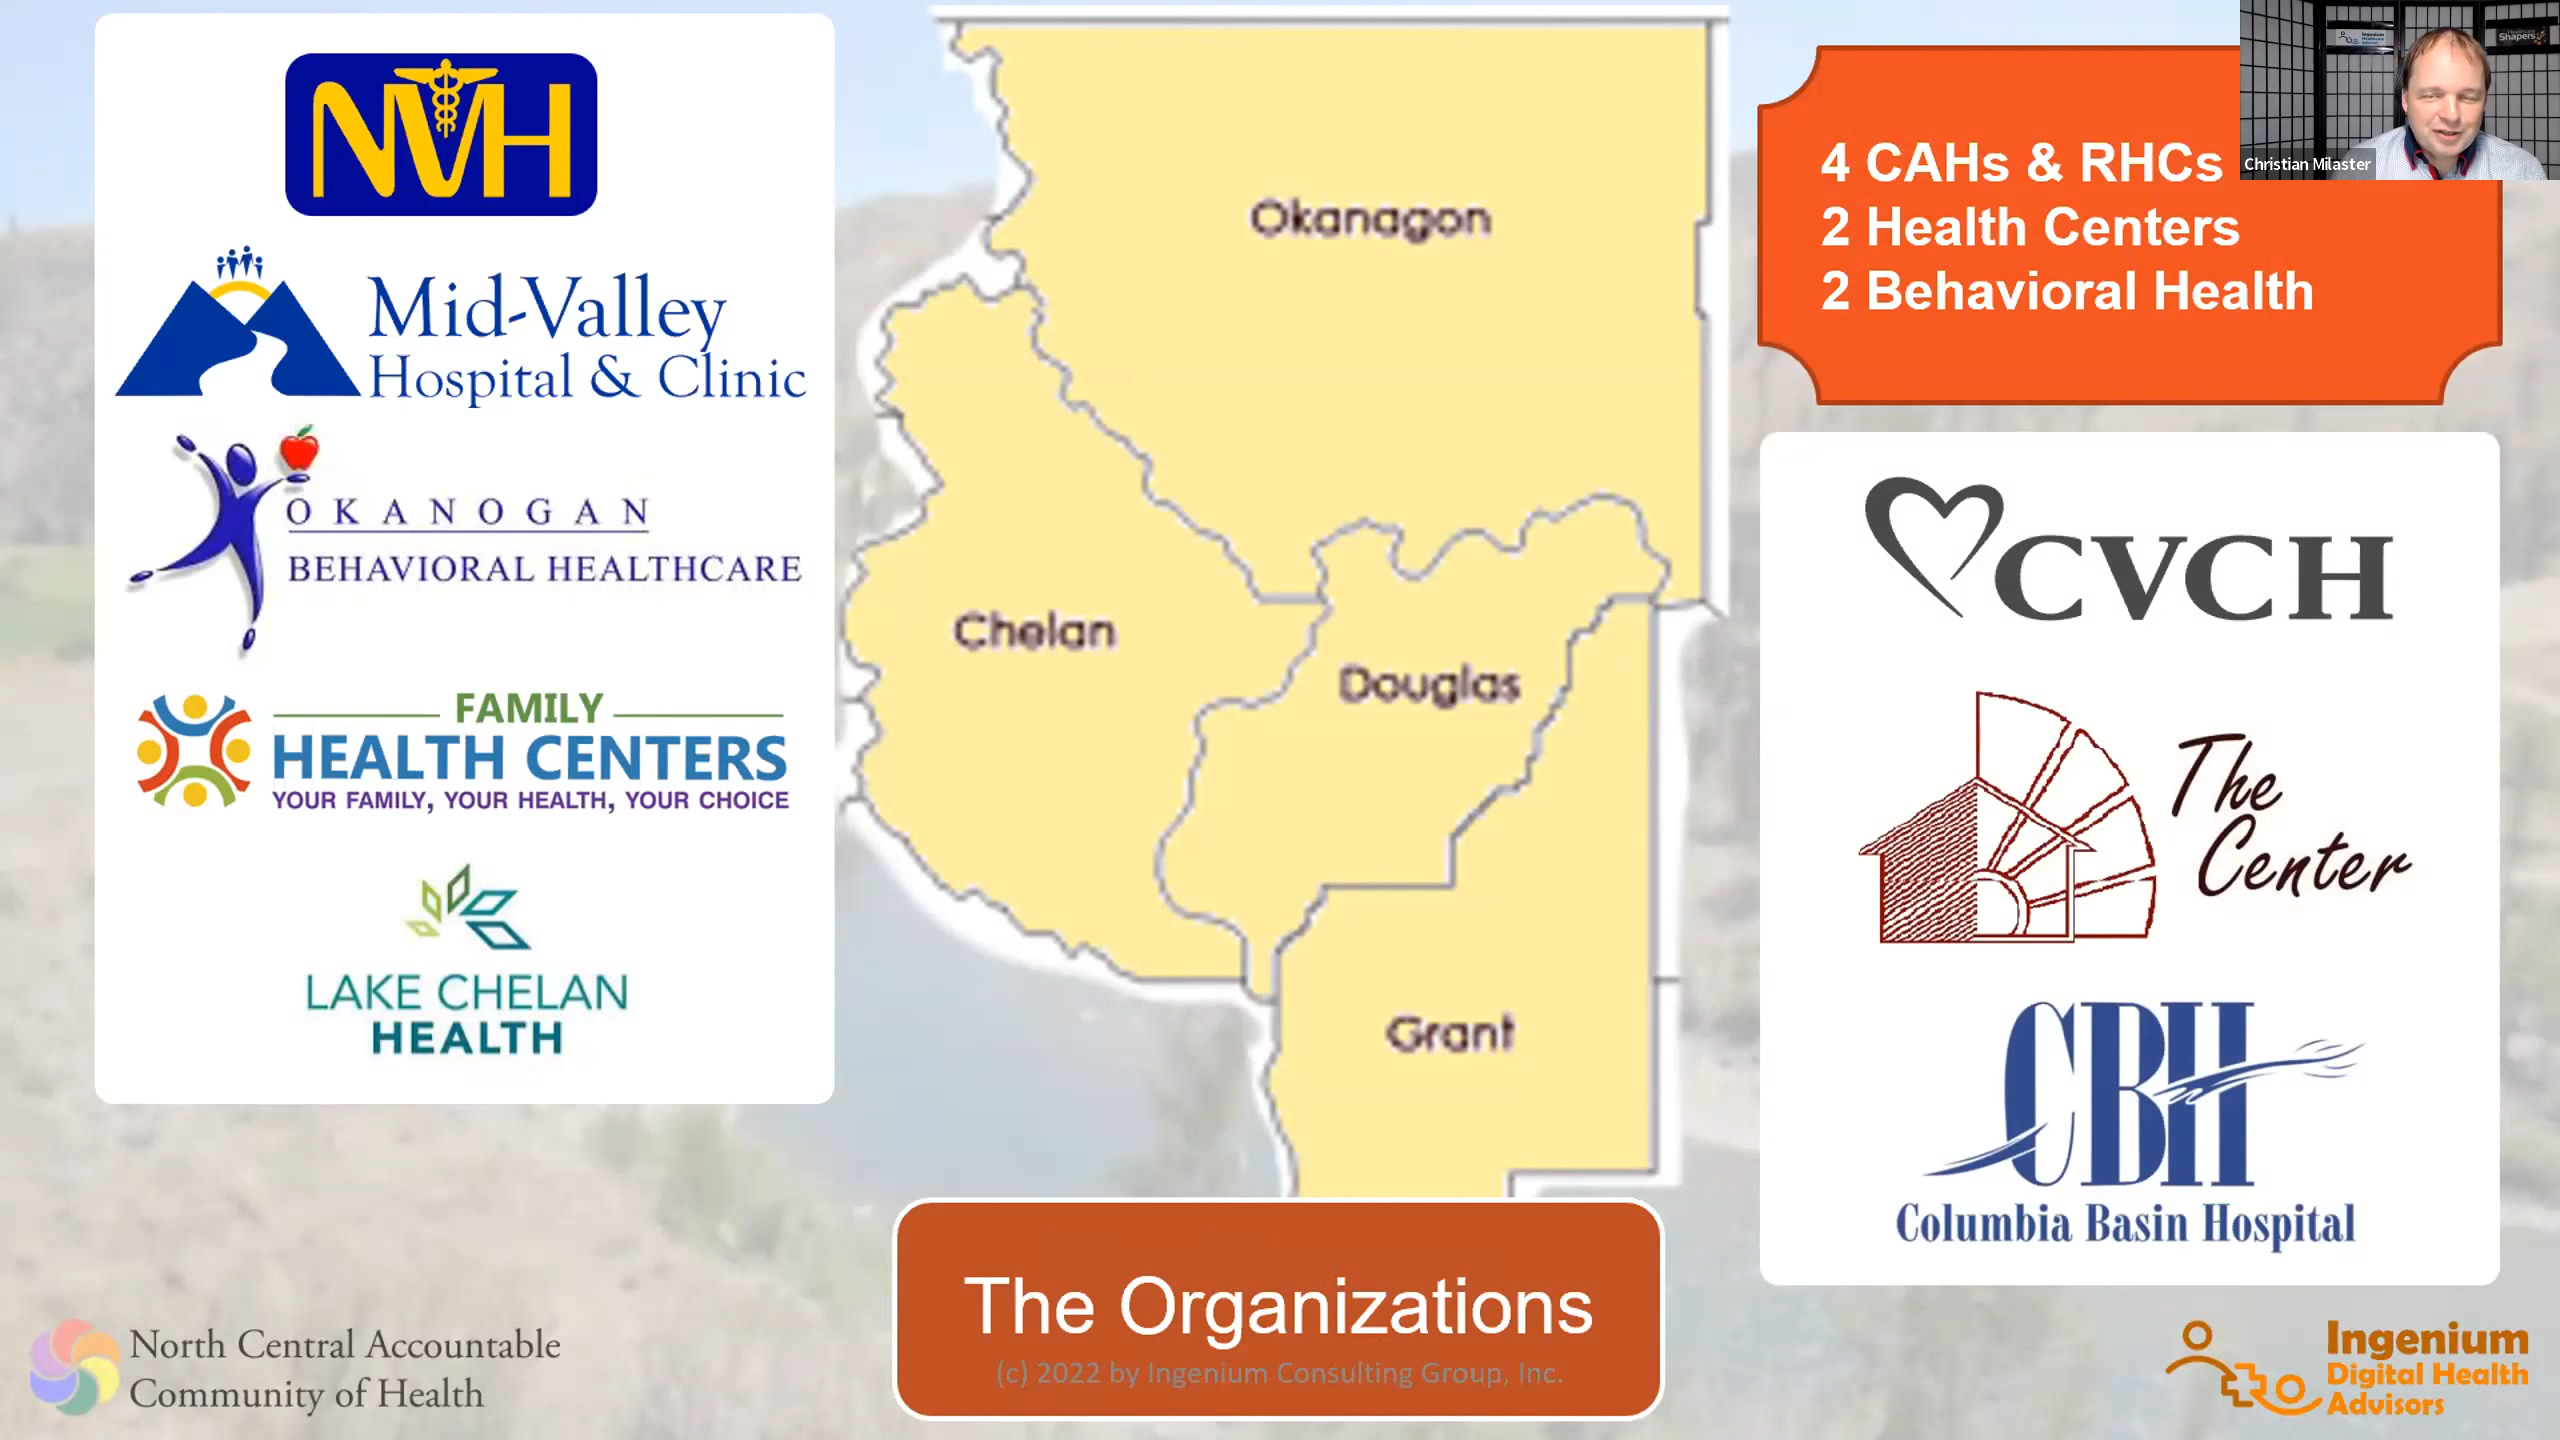 NVH
Mid-Valley
Hospital & Clinic
OKANOGAN
BEHAVIORAL HEALTHCARE
FAMILY
HEALTH CENTERS
YOUR FAMILY, YOUR HEALTH, YOUR CHOICE
LAKE CHELAN
HEALTH
Okanagon
Chelan
Douglas
Grant
4 CAHs & RHCs
2 Health Centers
2 Behavioral Health
Shapers
Christian Milaster
CVCH
The
Center
CBH
Columbia Basin Hospital
The Organizations
(c) 2022 by Ingenium Consulting Group, Inc.
North Central Accountable
Community of Health
Ingenium
Digital Health
Advisors